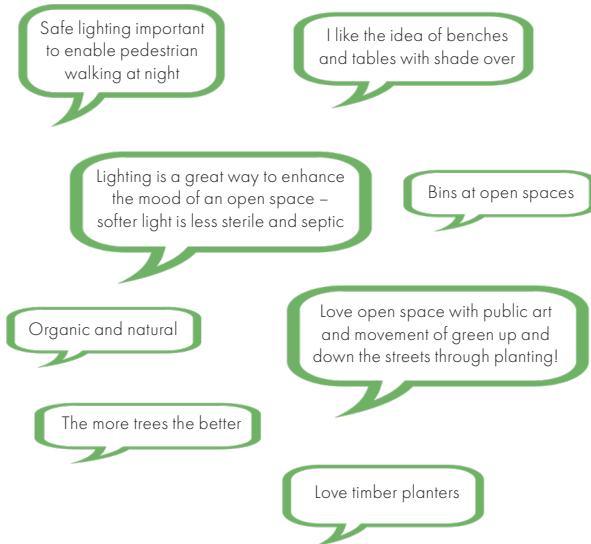 Safe lighting important
to enable pedestrian
walking at night
I like the idea of benches
and tables with shade over
Lighting is a great way to enhance
the mood of an open space –
softer light is less sterile and septic
Bins at open spaces
Organic and natural
Love open space with public art
and movement of green up and
down the streets through planting!
The more trees the better
Love timber planters